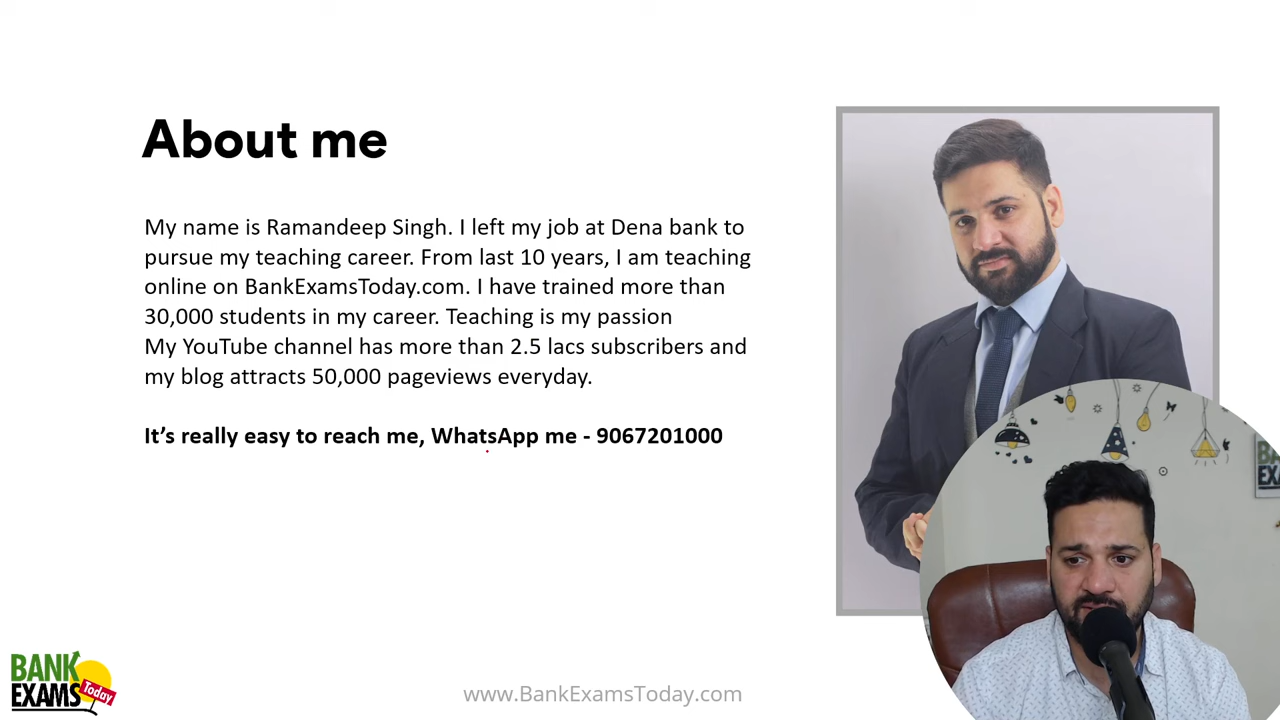 About me
My name is Ramandeep Singh. I left my job at Dena bank to
pursue my teaching career. From last 10 years, I am teaching
online on BankExamsToday.com. I have trained more than
30,000 students in my career. Teaching is my passion
My YouTube channel has more than 2.5 lacs subscribers and
my blog attracts 50,000 pageviews everyday.
It’s really easy to reach me, WhatsApp me - 9067201000
BANK
EXAMS
Today
www.BankExamsToday.com